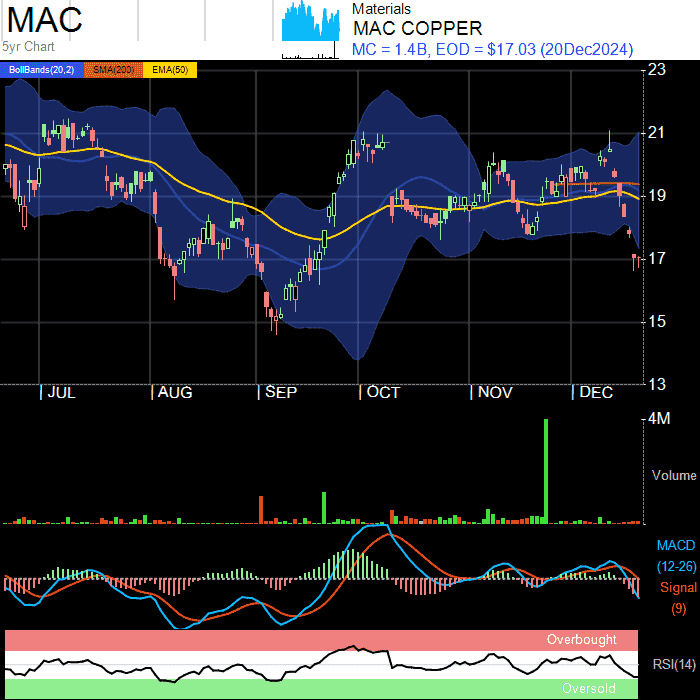 MAC
5yr Chart
Materials
MAC COPPER
MC = 1.4B, EOD = $17.03 (20Dec2024)
BollBands(20,2) SMA(200) EMA(50)
23
21
19
17
15
13
JUL AUG SEP OCT NOV DEC
4M
Volume
MACD
(12-26)
Signal
(9)
Overbought
RSI(14)
Oversold